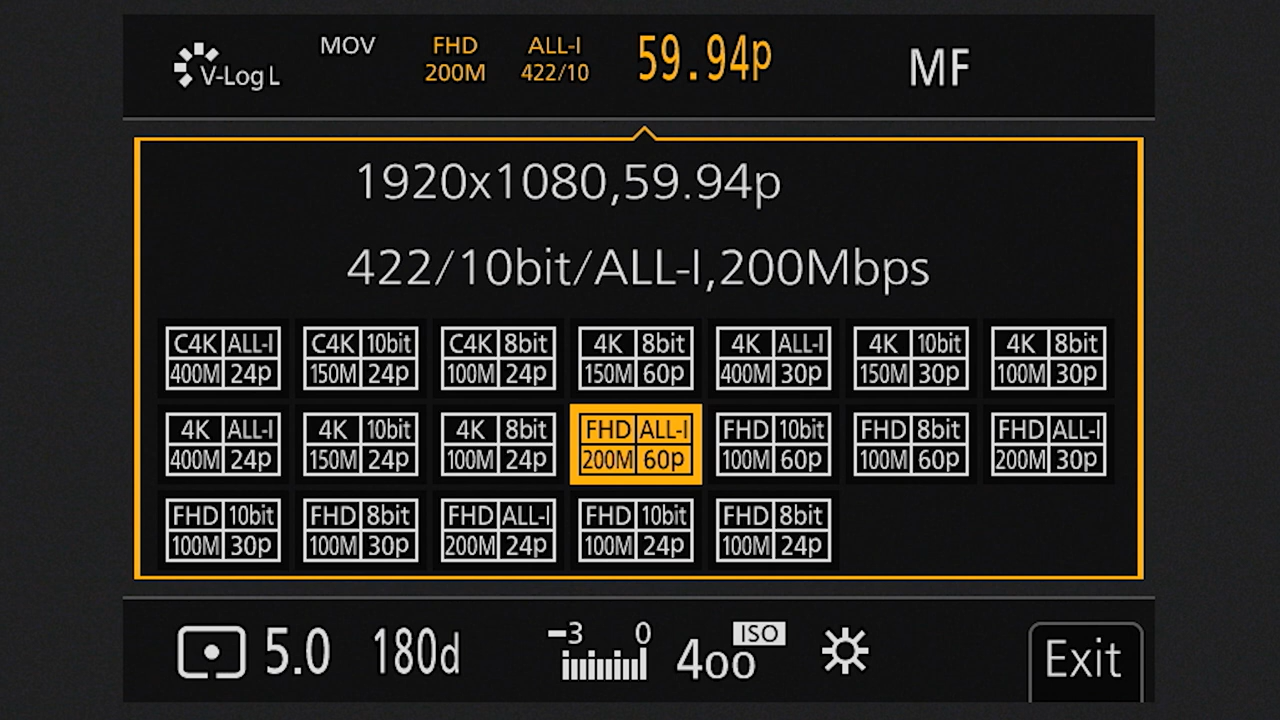 V-Log L MOV FHD 200M ALL-I 422/10 59.94p MF
1920x1080,59.94p
422/10bit/ALL-I,200Mbps
C4K ALL-I C4K 10bit C4K 8bit 4K 8bit 4K ALL-I 4K 10bit 4K 8bit
400M 24p 150M 24p 100M 24p 150M 60p 400M 30p 150M 30p 100M 30p
4K ALL-I 4K 10bit 4K 8bit FHD ALL-I FHD 10bit FHD 8bit FHD ALL-I
400M 24p 150M 24p 100M 24p 200M 60p 100M 60p 100M 60p 200M 30p
FHD 10bit FHD 8bit FHD ALL-I FHD 10bit FHD 8bit
100M 30p 100M 30p 200M 24p 100M 24p 100M 24p
5.0 180d -3 0 400 ISO Exit